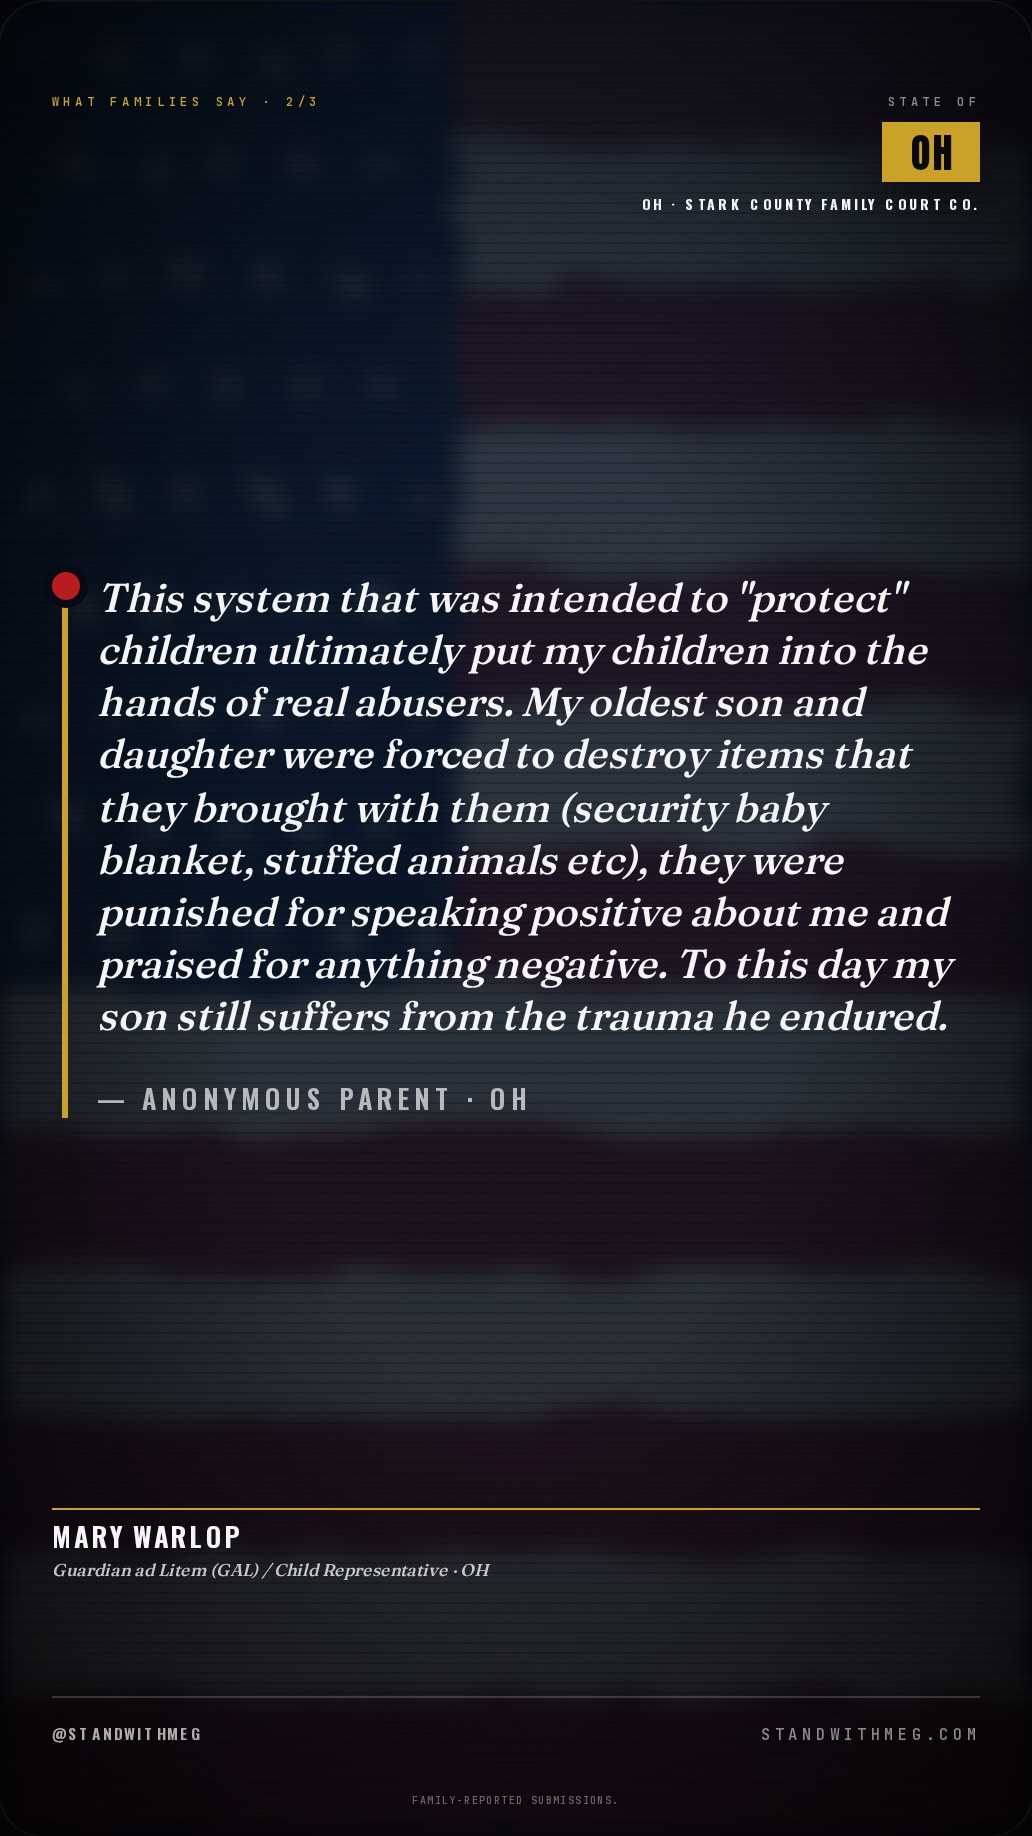 WHAT FAMILIES SAY · 2/3
STATE OF
OH
OH · STARK COUNTY FAMILY COURT CO.
This system that was intended to "protect"
children ultimately put my children into the
hands of real abusers. My oldest son and
daughter were forced to destroy items that
they brought with them (security baby
blanket, stuffed animals etc), they were
punished for speaking positive about me and
praised for anything negative. To this day my
son still suffers from the trauma he endured.
— ANONYMOUS PARENT · OH
MARY WARLOP
Guardian ad Litem (GAL) / Child Representative · OH
@STANDWITHMEG
STANDWITHMEG.COM
FAMILY-REPORTED SUBMISSIONS.